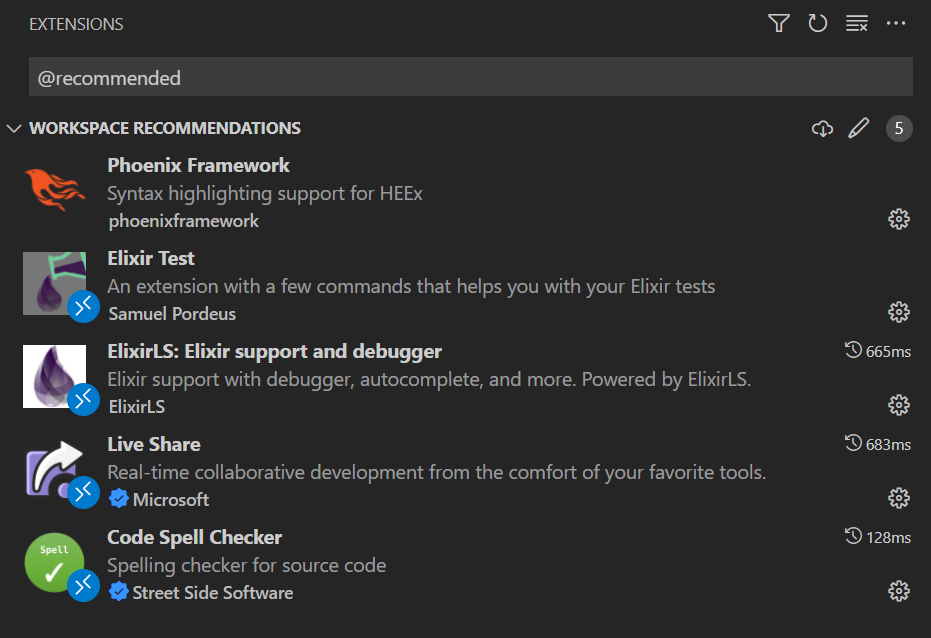 EXTENSIONS
@recommended
WORKSPACE RECOMMENDATIONS 5
Phoenix Framework
Syntax highlighting support for HEEx
phoenixframework
Elixir Test
An extension with a few commands that helps you with your Elixir tests
Samuel Pordeus
ElixirLS: Elixir support and debugger 665ms
Elixir support with debugger, autocomplete, and more. Powered by ElixirLS.
ElixirLS
Live Share 683ms
Real-time collaborative development from the comfort of your favorite tools.
Microsoft
Spell
Code Spell Checker 128ms
Spelling checker for source code
Street Side Software